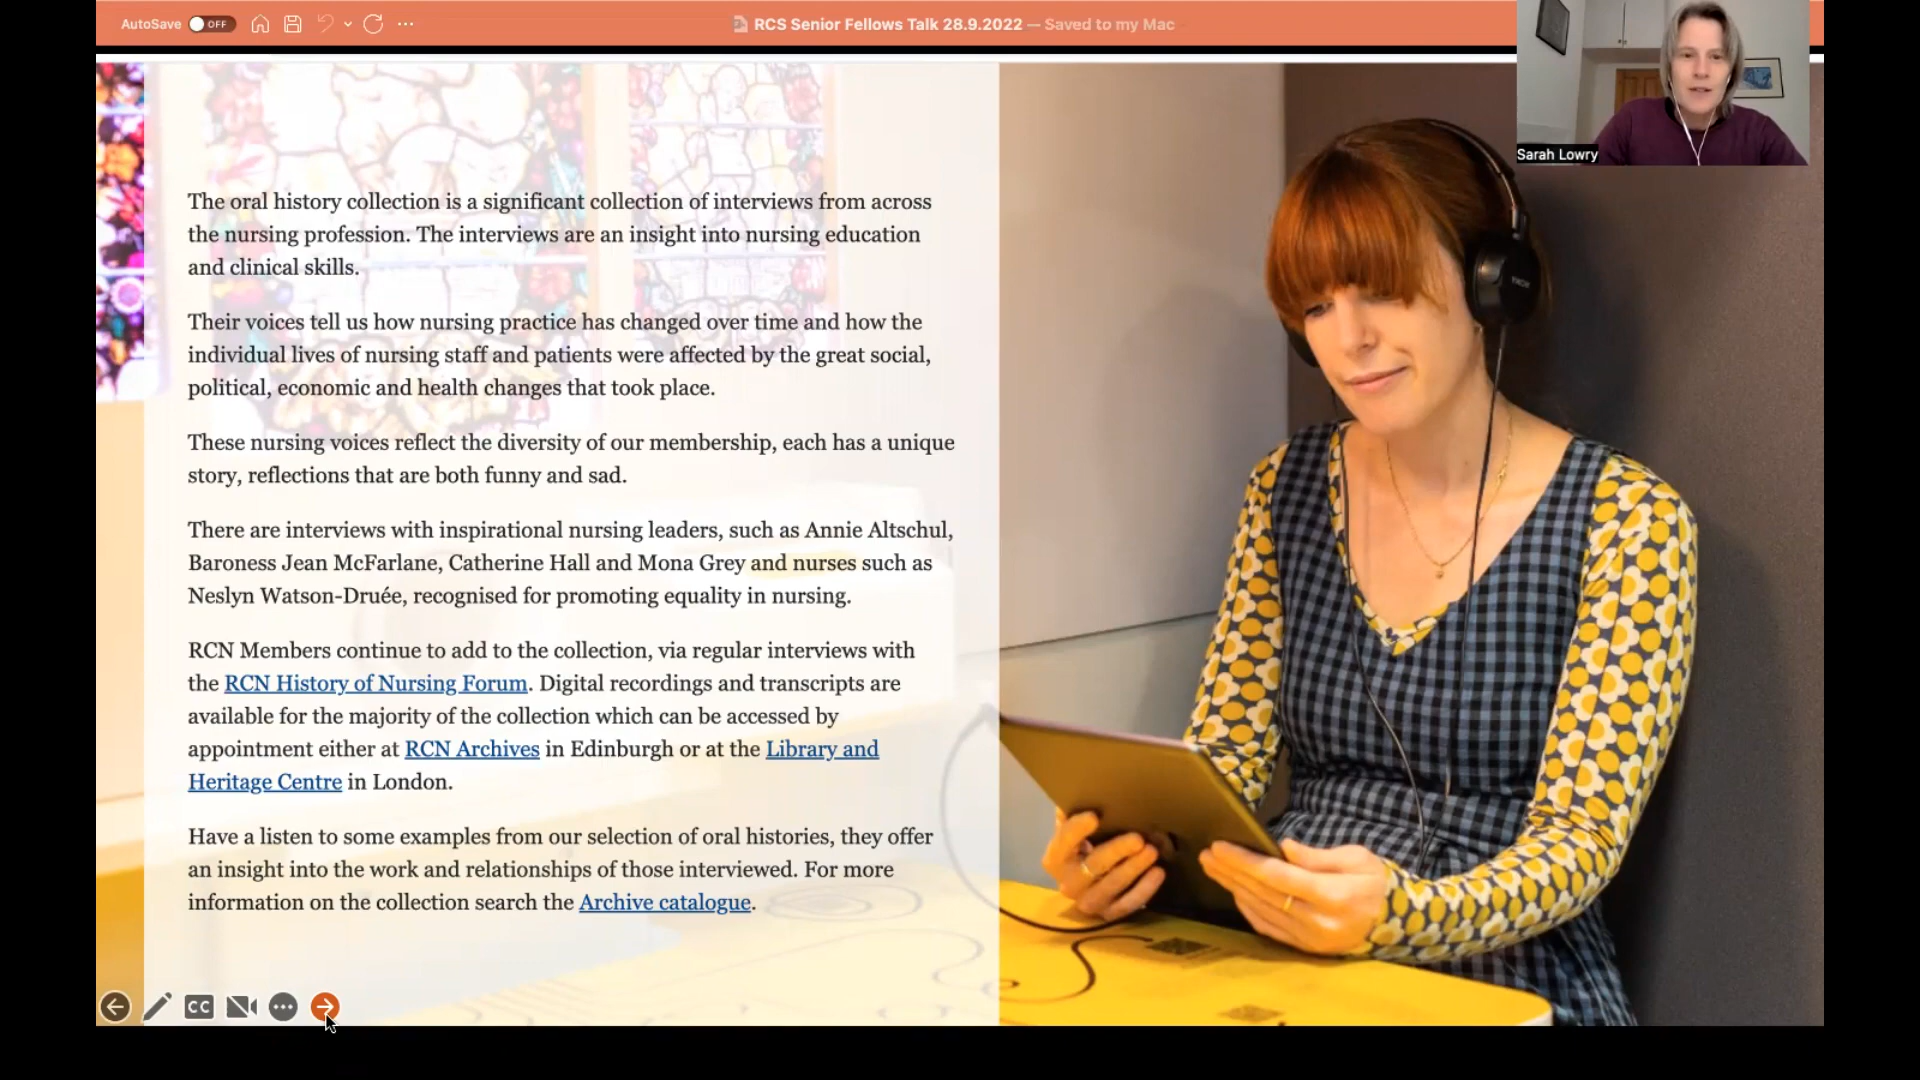 AutoSave OFF
RCS Senior Fellows Talk 28.9.2022 — Saved to my Mac
Sarah Lowry
The oral history collection is a significant collection of interviews from across
the nursing profession. The interviews are an insight into nursing education
and clinical skills.
Their voices tell us how nursing practice has changed over time and how the
individual lives of nursing staff and patients were affected by the great social,
political, economic and health changes that took place.
These nursing voices reflect the diversity of our membership, each has a unique
story, reflections that are both funny and sad.
There are interviews with inspirational nursing leaders, such as Annie Altschul,
Baroness Jean McFarlane, Catherine Hall and Mona Grey and nurses such as
Neslyn Watson-Druée, recognised for promoting equality in nursing.
RCN Members continue to add to the collection, via regular interviews with
the RCN History of Nursing Forum. Digital recordings and transcripts are
available for the majority of the collection which can be accessed by
appointment either at RCN Archives in Edinburgh or at the Library and
Heritage Centre in London.
Have a listen to some examples from our selection of oral histories, they offer
an insight into the work and relationships of those interviewed. For more
information on the collection search the Archive catalogue.
CC